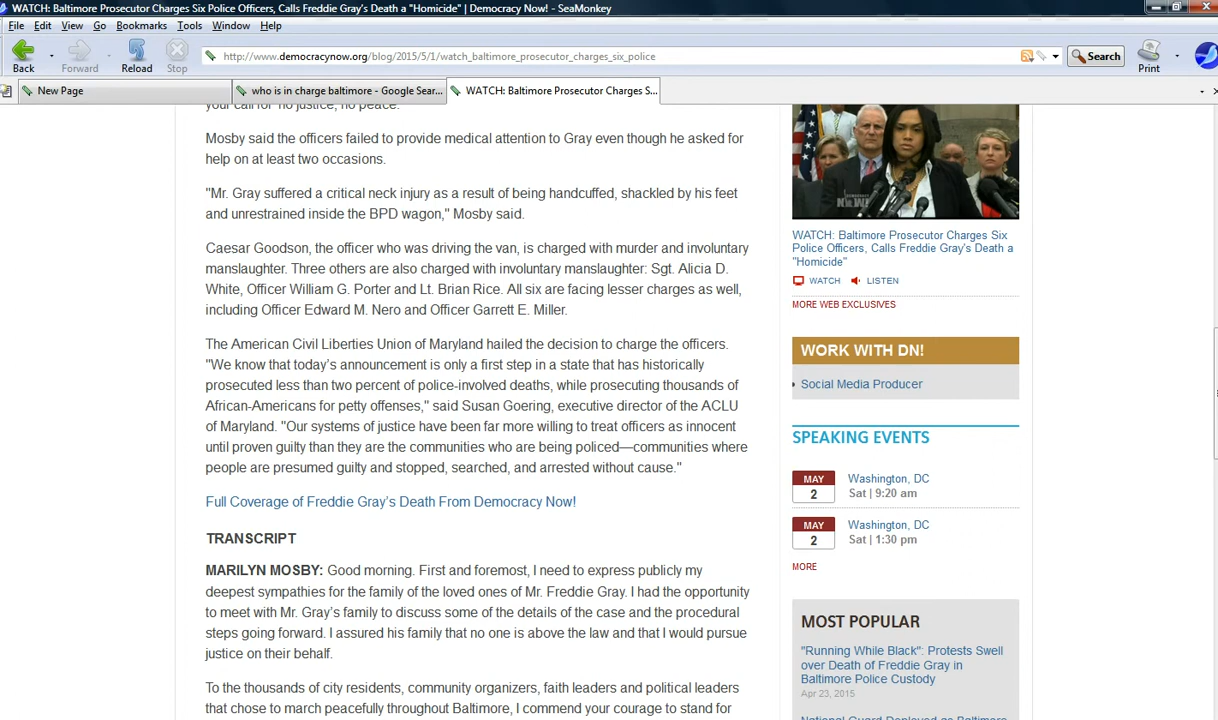 WATCH: Baltimore Prosecutor Charges Six Police Officers, Calls Freddie Gray's Death a "Homicide" | Democracy Now! - SeaMonkey
File Edit View Go Bookmarks Tools Window Help
Back Forward Reload Stop http://www.democracynow.org/blog/2015/5/1/watch_baltimore_prosecutor_charges_six_police Search Print
New Page who is in charge baltimore - Google Sear... WATCH: Baltimore Prosecutor Charges S...
your call for 'no justice, no peace.'
Mosby said the officers failed to provide medical attention to Gray even though he asked for
help on at least two occasions.
"Mr. Gray suffered a critical neck injury as a result of being handcuffed, shackled by his feet
and unrestrained inside the BPD wagon," Mosby said.
Caesar Goodson, the officer who was driving the van, is charged with murder and involuntary
manslaughter. Three others are also charged with involuntary manslaughter: Sgt. Alicia D.
White, Officer William G. Porter and Lt. Brian Rice. All six are facing lesser charges as well,
including Officer Edward M. Nero and Officer Garrett E. Miller.
The American Civil Liberties Union of Maryland hailed the decision to charge the officers.
"We know that today's announcement is only a first step in a state that has historically
prosecuted less than two percent of police-involved deaths, while prosecuting thousands of
African-Americans for petty offenses," said Susan Goering, executive director of the ACLU
of Maryland. "Our systems of justice have been far more willing to treat officers as innocent
until proven guilty than they are the communities who are being policed—communities where
people are presumed guilty and stopped, searched, and arrested without cause."
Full Coverage of Freddie Gray's Death From Democracy Now!
TRANSCRIPT
MARILYN MOSBY: Good morning. First and foremost, I need to express publicly my
deepest sympathies for the family of the loved ones of Mr. Freddie Gray. I had the opportunity
to meet with Mr. Gray's family to discuss some of the details of the case and the procedural
steps going forward. I assured his family that no one is above the law and that I would pursue
justice on their behalf.
To the thousands of city residents, community organizers, faith leaders and political leaders
that chose to march peacefully throughout Baltimore, I commend your courage to stand for
WATCH: Baltimore Prosecutor Charges Six
Police Officers, Calls Freddie Gray's Death a
"Homicide"
WATCH LISTEN
MORE WEB EXCLUSIVES
WORK WITH DN!
Social Media Producer
SPEAKING EVENTS
MAY
2
Washington, DC
Sat | 9:20 am
MAY
2
Washington, DC
Sat | 1:30 pm
MORE
MOST POPULAR
"Running While Black": Protests Swell
over Death of Freddie Gray in
Baltimore Police Custody
Apr 23, 2015
National Guard Deployed as Baltimore